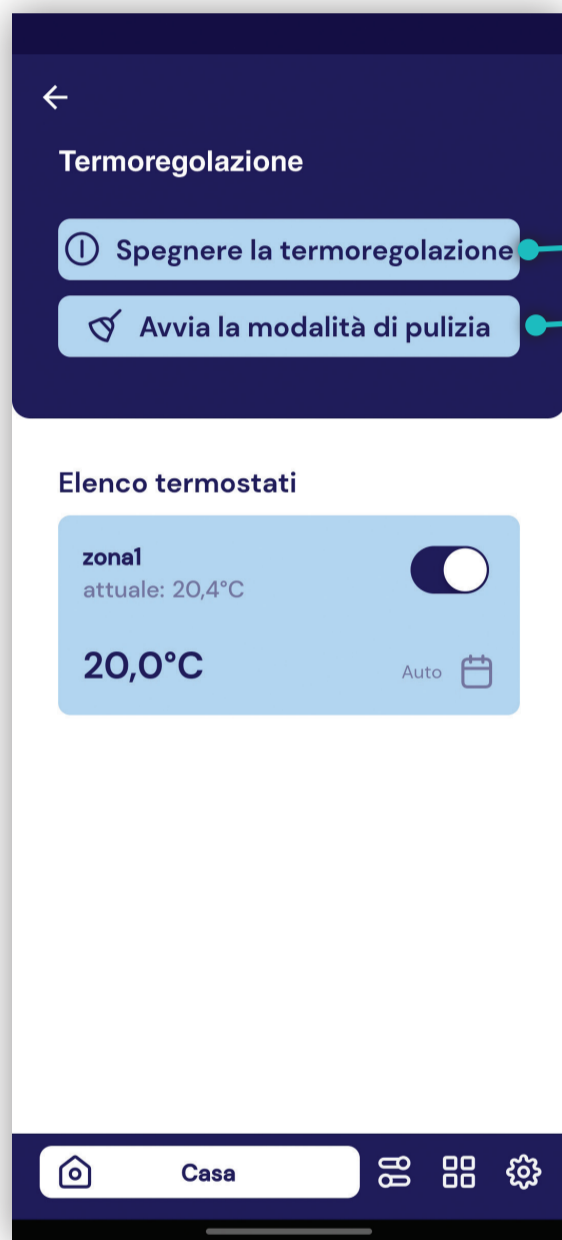 Termoregolazione
Spegnere la termoregolazione
Avvia la modalità di pulizia
Elenco termostati
zona1
attuale: 20,4°C
20,0°C
Auto
Casa